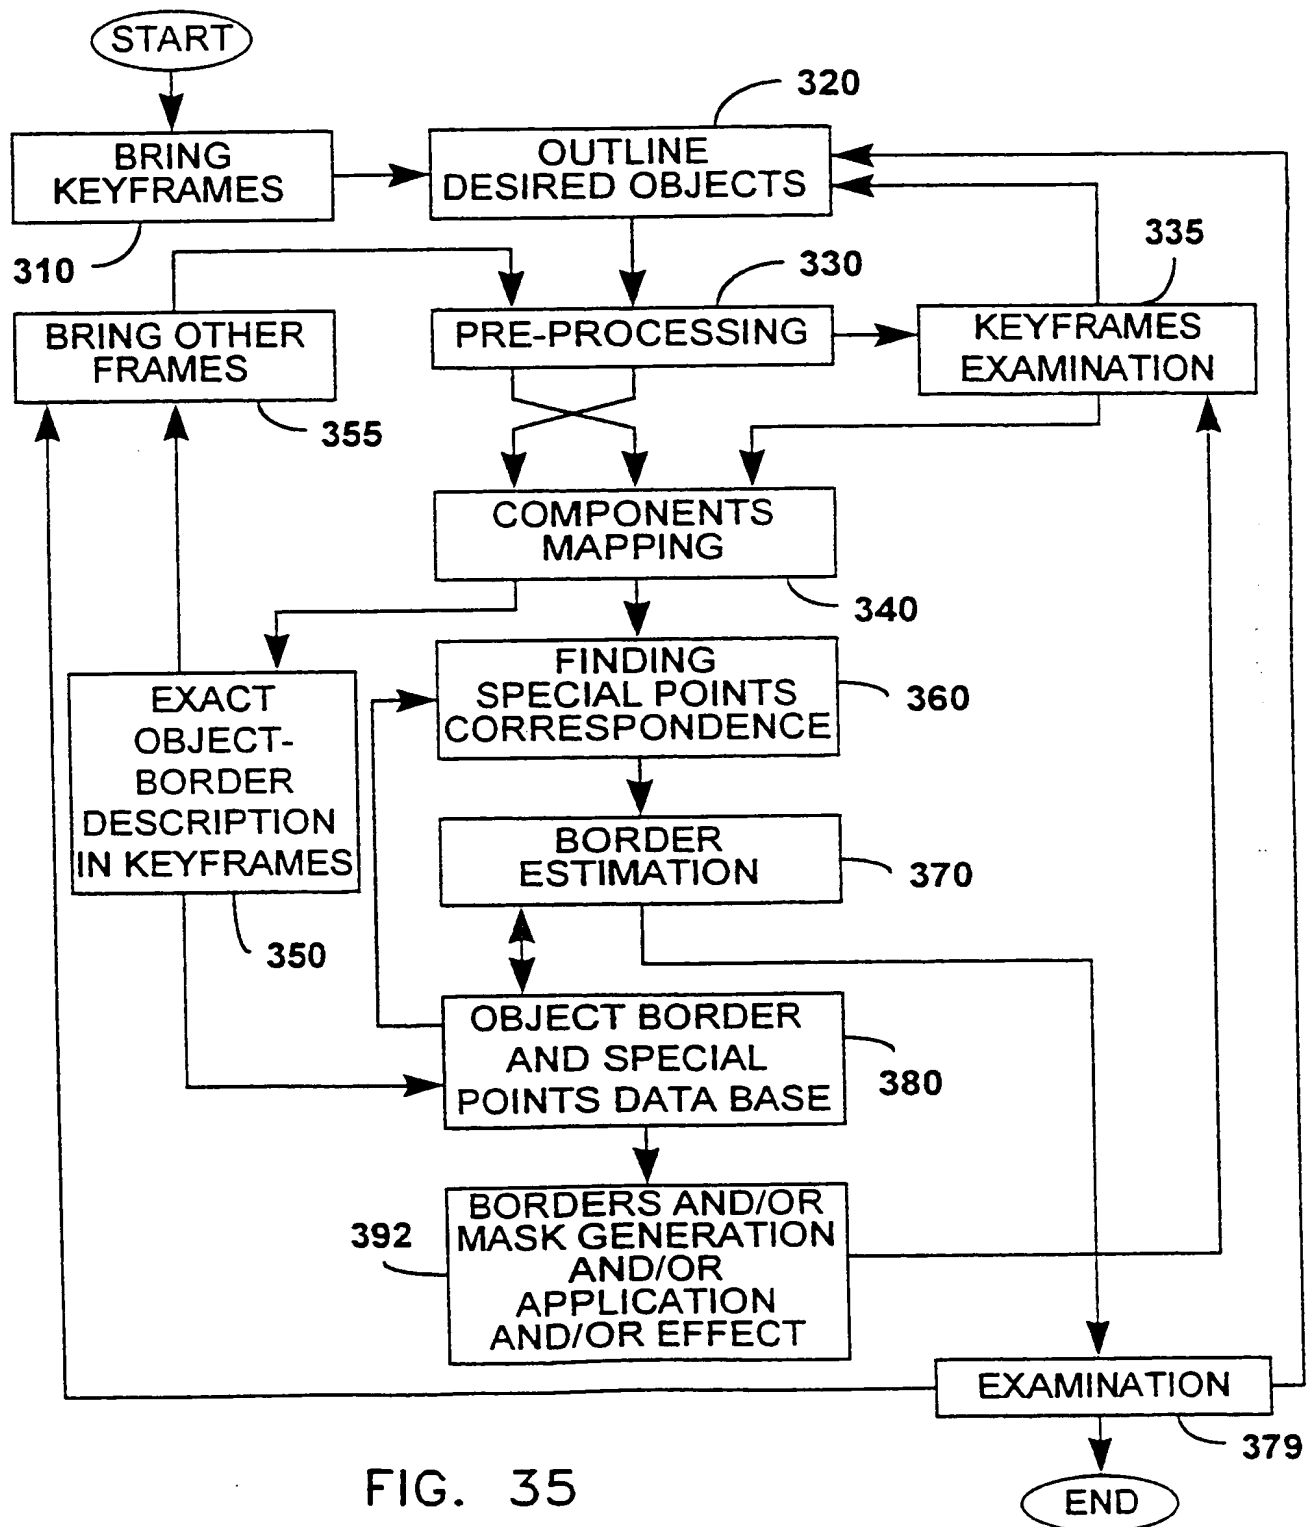 START
320
BRING
KEYFRAMES
OUTLINE
DESIRED OBJECTS
310
335
330
BRING OTHER
FRAMES
PRE-PROCESSING
KEYFRAMES
EXAMINATION
355
COMPONENTS
MAPPING
340
EXACT
OBJECT-
BORDER
DESCRIPTION
IN KEYFRAMES
FINDING
SPECIAL POINTS
CORRESPONDENCE
360
BORDER
ESTIMATION
370
350
OBJECT BORDER
AND SPECIAL
POINTS DATA BASE
380
392
BORDERS AND/OR
MASK GENERATION
AND/OR
APPLICATION
AND/OR EFFECT
EXAMINATION
379
END
FIG. 35